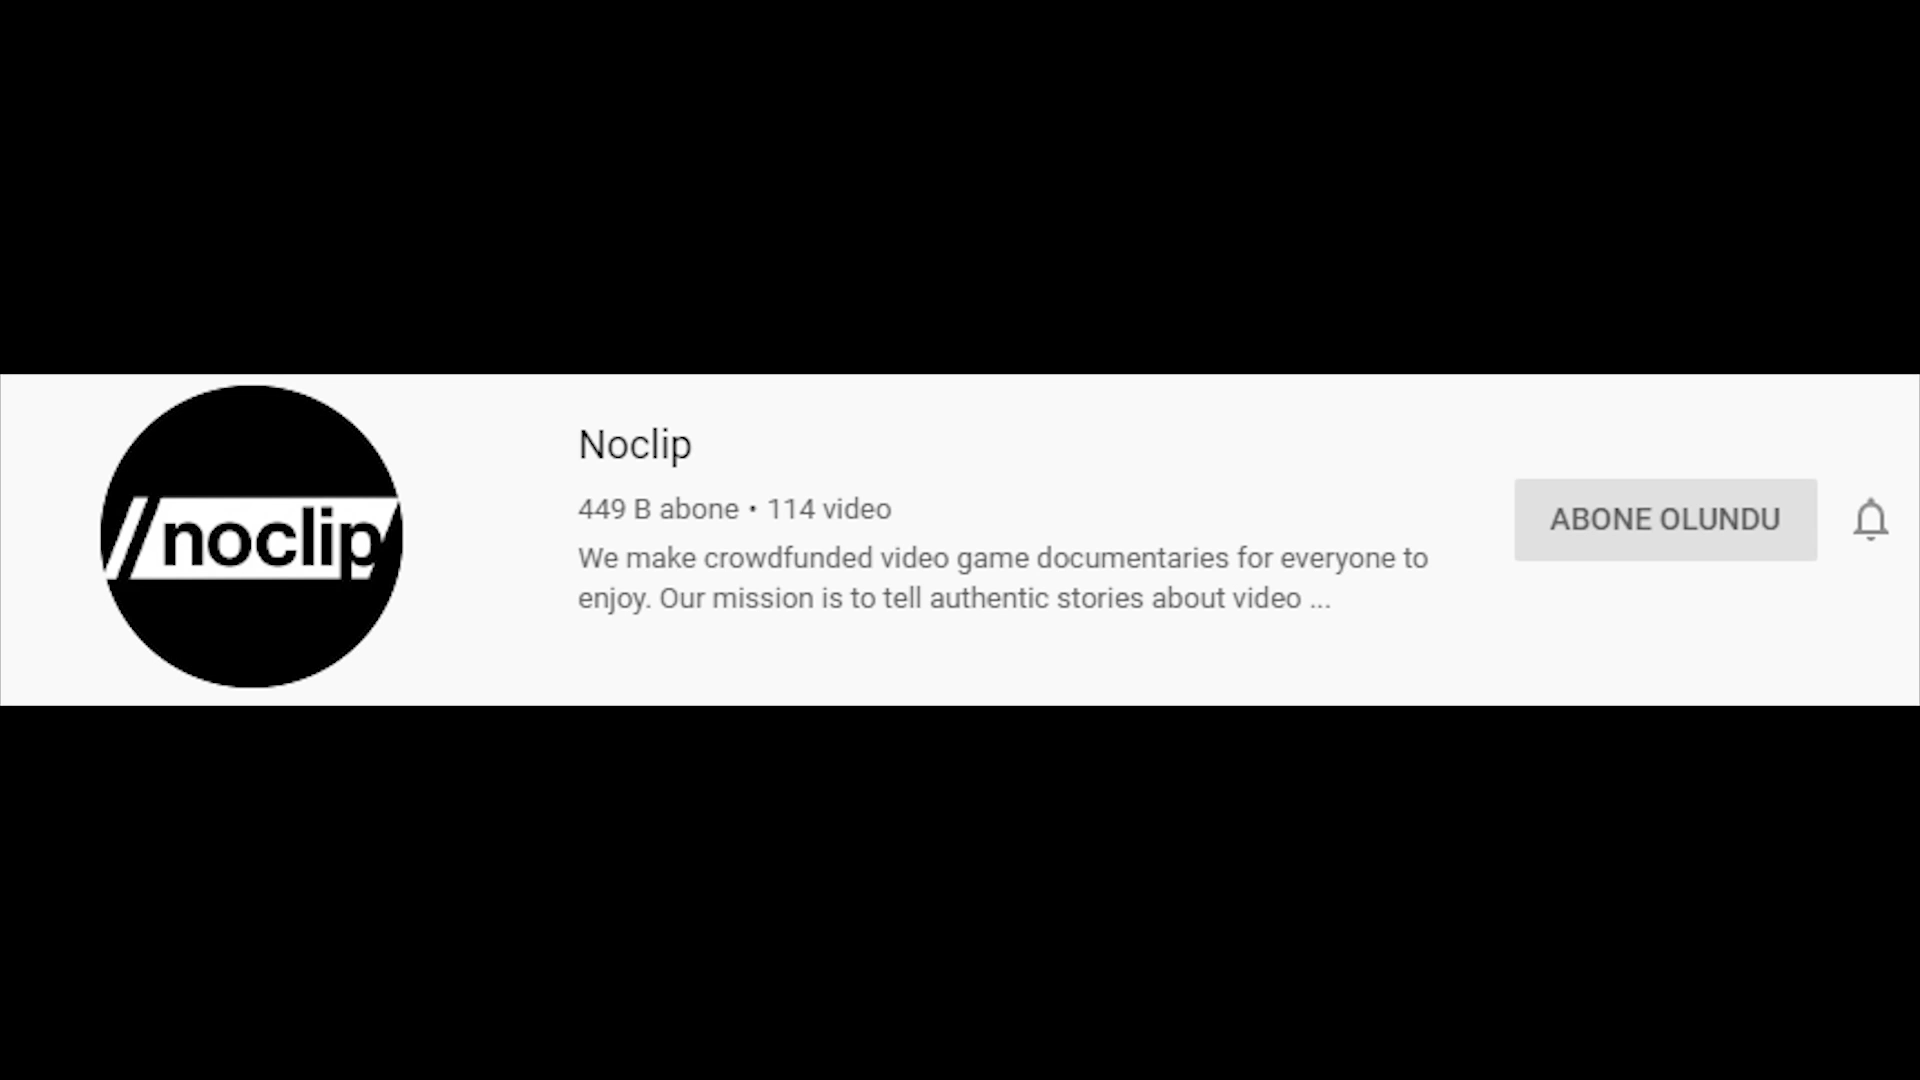 //noclip
Noclip
449 B abone • 114 video
We make crowdfunded video game documentaries for everyone to
enjoy. Our mission is to tell authentic stories about video ...
ABONE OLUNDU